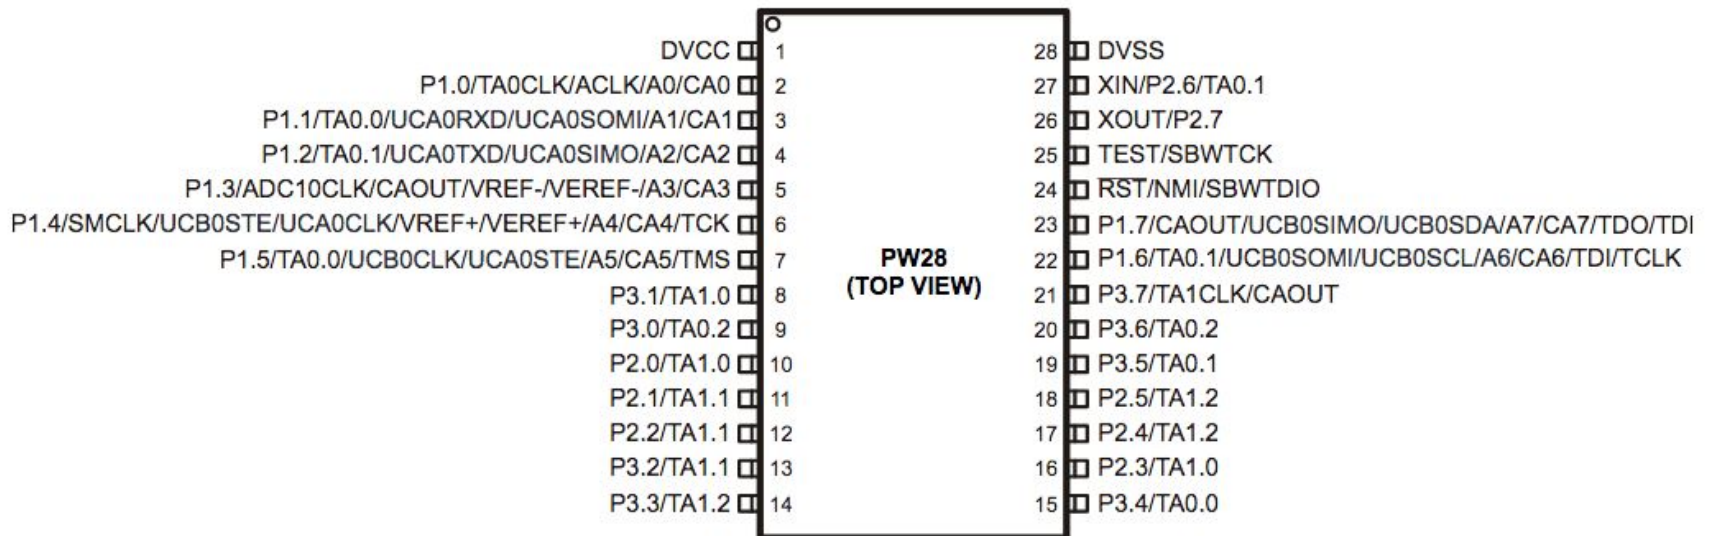 DVCC 1 28 DVSS
P1.0/TA0CLK/ACLK/A0/CA0 2 27 XIN/P2.6/TA0.1
P1.1/TA0.0/UCA0RXD/UCA0SOMI/A1/CA1 3 26 XOUT/P2.7
P1.2/TA0.1/UCA0TXD/UCA0SIMO/A2/CA2 4 25 TEST/SBWTCK
P1.3/ADC10CLK/CAOUT/VREF-/VEREF-/A3/CA3 5 24 RST/NMI/SBWTDIO
P1.4/SMCLK/UCB0STE/UCA0CLK/VREF+/VEREF+/A4/CA4/TCK 6 23 P1.7/CAOUT/UCB0SIMO/UCB0SDA/A7/CA7/TDO/TDI
P1.5/TA0.0/UCB0CLK/UCA0STE/A5/CA5/TMS 7 PW28 22 P1.6/TA0.1/UCB0SOMI/UCB0SCL/A6/CA6/TDI/TCLK
(TOP VIEW)
P3.1/TA1.0 8 21 P3.7/TA1CLK/CAOUT
P3.0/TA0.2 9 20 P3.6/TA0.2
P2.0/TA1.0 10 19 P3.5/TA0.1
P2.1/TA1.1 11 18 P2.5/TA1.2
P2.2/TA1.1 12 17 P2.4/TA1.2
P3.2/TA1.1 13 16 P2.3/TA1.0
P3.3/TA1.2 14 15 P3.4/TA0.0